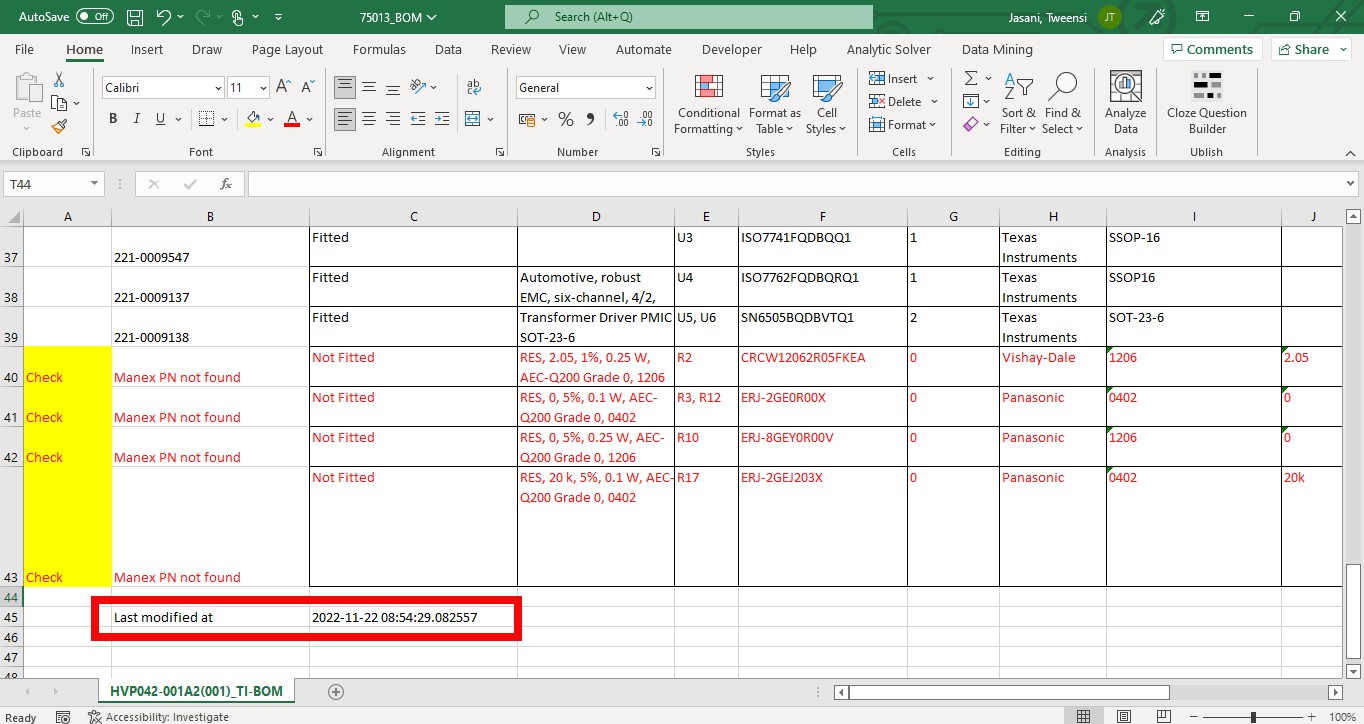 AutoSave Off 75013_BOM Search (Alt+Q) Jasani, Tweensi JT
File Home Insert Draw Page Layout Formulas Data Review View Automate Developer Help Analytic Solver Data Mining Comments Share
Paste
Clipboard
Calibri 11
B I U A
Font
ab
Alignment
General
%
Number
Conditional Formatting
Format as Table
Cell Styles
Styles
Insert
Delete
Format
Cells
Sort & Filter
Find & Select
Editing
Analyze Data
Analysis
Cloze Question Builder
Ublish
T44 fx
A B C D E F G H I J
37 221-0009547 Fitted U3 ISO7741FQDBQQ1 1 Texas Instruments SSOP-16
38 221-0009137 Fitted Automotive, robust EMC, six-channel, 4/2, U4 ISO7762FQDBQRQ1 1 Texas Instruments SSOP16
39 221-0009138 Fitted Transformer Driver PMIC SOT-23-6 U5, U6 SN6505BQDBVTQ1 2 Texas Instruments SOT-23-6
40 Check Manex PN not found Not Fitted RES, 2.05, 1%, 0.25 W, AEC-Q200 Grade 0, 1206 R2 CRCW12062R05FKEA 0 Vishay-Dale 1206 2.05
41 Check Manex PN not found Not Fitted RES, 0, 5%, 0.1 W, AEC-Q200 Grade 0, 0402 R3, R12 ERJ-2GE0R00X 0 Panasonic 0402 0
42 Check Manex PN not found Not Fitted RES, 0, 5%, 0.25 W, AEC-Q200 Grade 0, 1206 R10 ERJ-8GEY0R00V 0 Panasonic 1206 0
43 Check Manex PN not found Not Fitted RES, 20 k, 5%, 0.1 W, AEC-Q200 Grade 0, 0402 R17 ERJ-2GEJ203X 0 Panasonic 0402 20k
44
45 Last modified at 2022-11-22 08:54:29.082557
46
47
48
HVP042-001A2(001)_TI-BOM
Ready Accessibility: Investigate 100%